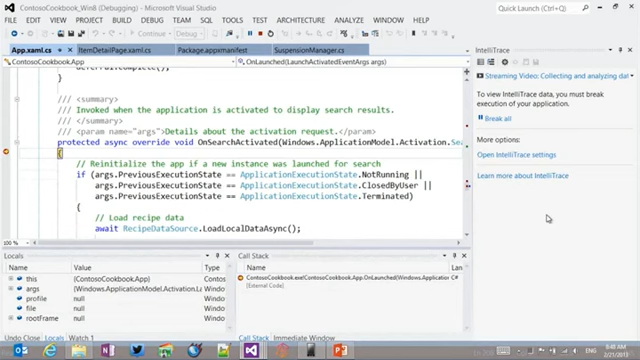 ContosoCookbook_Win8 (Debugging) - Microsoft Visual Studio
Quick Launch (Ctrl+Q)
FILE EDIT VIEW PROJECT BUILD DEBUG TEAM SQL TOOLS TEST ARCHITECTURE ANALYZE WINDOW HELP
Continue
App.xaml.cs ItemDetailPage.xaml.cs Package.appxmanifest SuspensionManager.cs
ContosoCookbook.App OnLaunched(LaunchActivatedEventArgs args)
}
/// <summary>
/// Invoked when the application is activated to display search results.
/// </summary>
/// <param name="args">Details about the activation request.</param>
protected async override void OnSearchActivated(Windows.ApplicationModel.Activation.Sea
{
// Reinitialize the app if a new instance was launched for search
if (args.PreviousExecutionState == ApplicationExecutionState.NotRunning ||
args.PreviousExecutionState == ApplicationExecutionState.ClosedByUser ||
args.PreviousExecutionState == ApplicationExecutionState.Terminated)
{
// Load recipe data
await RecipeDataSource.LoadLocalDataAsync();
100 %
IntelliTrace
Streaming Video: Collecting and analyzing dat
To view IntelliTrace data, you must break
execution of your application.
Break all
More options:
Open IntelliTrace settings
Learn more about IntelliTrace
Locals
Name Value
this {ContosoCookbook.App} Contos
args {Windows.ApplicationModel.Activation.La Windo
profile null Windo
file null Windo
rootFrame null Windo
Undo Close Locals Watch 1
Call Stack
Name
ContosoCookbook.exe!ContosoCookbook.App.OnLaunched(Windows.Application C#
[External Code]
Call Stack Immediate Window
ENG
8:48 AM
2/21/2013